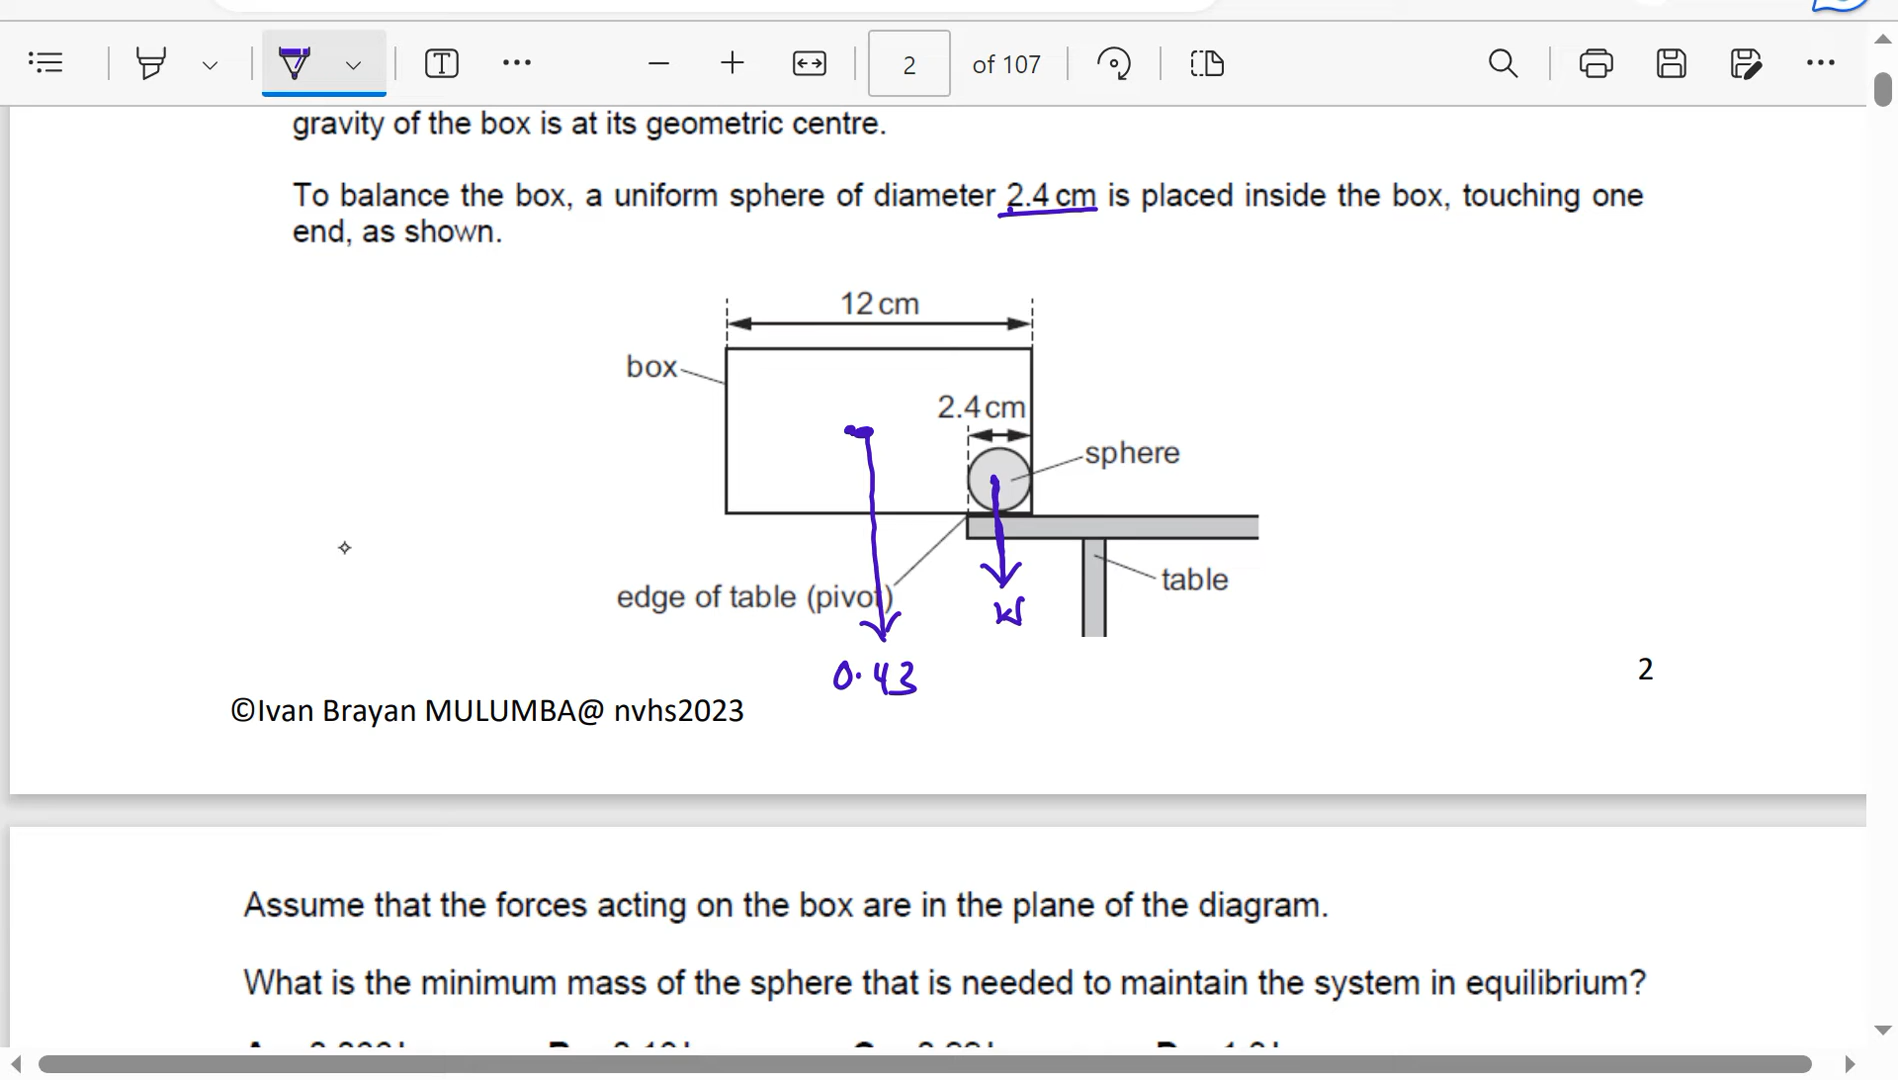 2 of 107
gravity of the box is at its geometric centre.
To balance the box, a uniform sphere of diameter 2.4 cm is placed inside the box, touching one
end, as shown.
12 cm
box
2.4 cm
sphere
edge of table (pivot)
table
W
0.43
2
©Ivan Brayan MULUMBA@ nvhs2023
Assume that the forces acting on the box are in the plane of the diagram.
What is the minimum mass of the sphere that is needed to maintain the system in equilibrium?